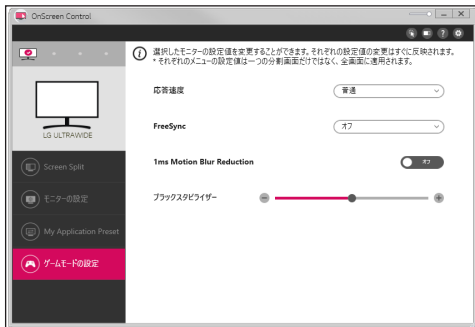 OnScreen Control
選択したモニターの設定値を変更することができます。それぞれの設定値の変更はすぐに反映されます。
* それぞれのメニューの設定値は一つの分割画面だけではなく、全画面に適用されます。
LG ULTRAWIDE
応答速度 普通
FreeSync オフ
1ms Motion Blur Reduction オフ
ブラックスタビライザー
Screen Split
モニターの設定
My Application Preset
ゲームモードの設定